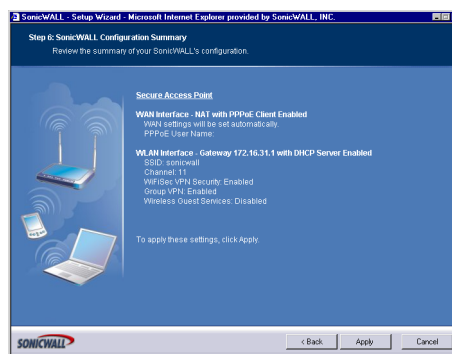 SonicWALL - Setup Wizard - Microsoft Internet Explorer provided by SonicWALL, INC.
Step 6: SonicWALL Configuration Summary
Review the summary of your SonicWALL's configuration.
Secure Access Point
WAN Interface - NAT with PPPoE Client Enabled
WAN settings will be set automatically.
PPPoE User Name:
WLAN Interface - Gateway 172.16.31.1 with DHCP Server Enabled
SSID: sonicwall
Channel: 11
WiFiSec VPN Security: Enabled
Group VPN: Enabled
Wireless Guest Services: Disabled
To apply these settings, click Apply.
SONICWALL
< Back
Apply
Cancel